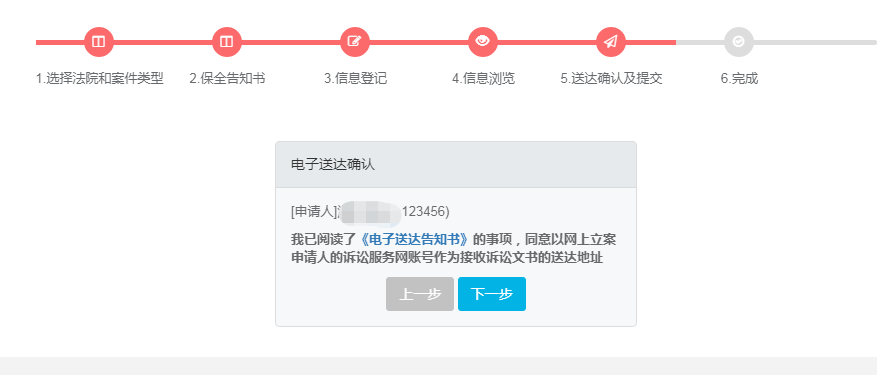 1.选择法院和案件类型
2.保全告知书
3.信息登记
4.信息浏览
5.送达确认及提交
6.完成
电子送达确认
[申请人] 123456)
我已阅读了《电子送达告知书》的事项，同意以网上立案
申请人的诉讼服务网账号作为接收诉讼文书的送达地址
上一步
下一步